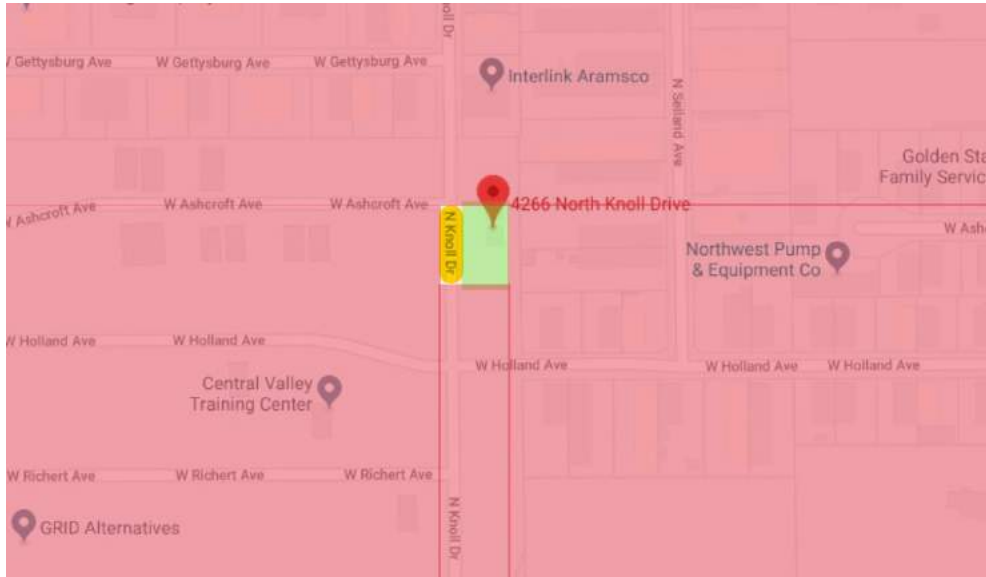 noll Dr
W Gettysburg Ave
W Gettysburg Ave
W Gettysburg Ave
Interlink Aramsco
N Selland Ave
Golden Sta
Family Servic
W Ashcroft Ave
W Ashcroft Ave
W Ashcroft Ave
4266 North Knoll Drive
N Knoll Dr
W Ash
Northwest Pump
& Equipment Co
W Holland Ave
W Holland Ave
W Holland Ave
W Holland Ave
W Holland Ave
Central Valley
Training Center
W Richert Ave
W Richert Ave
W Richert Ave
N Knoll Dr
GRID Alternatives